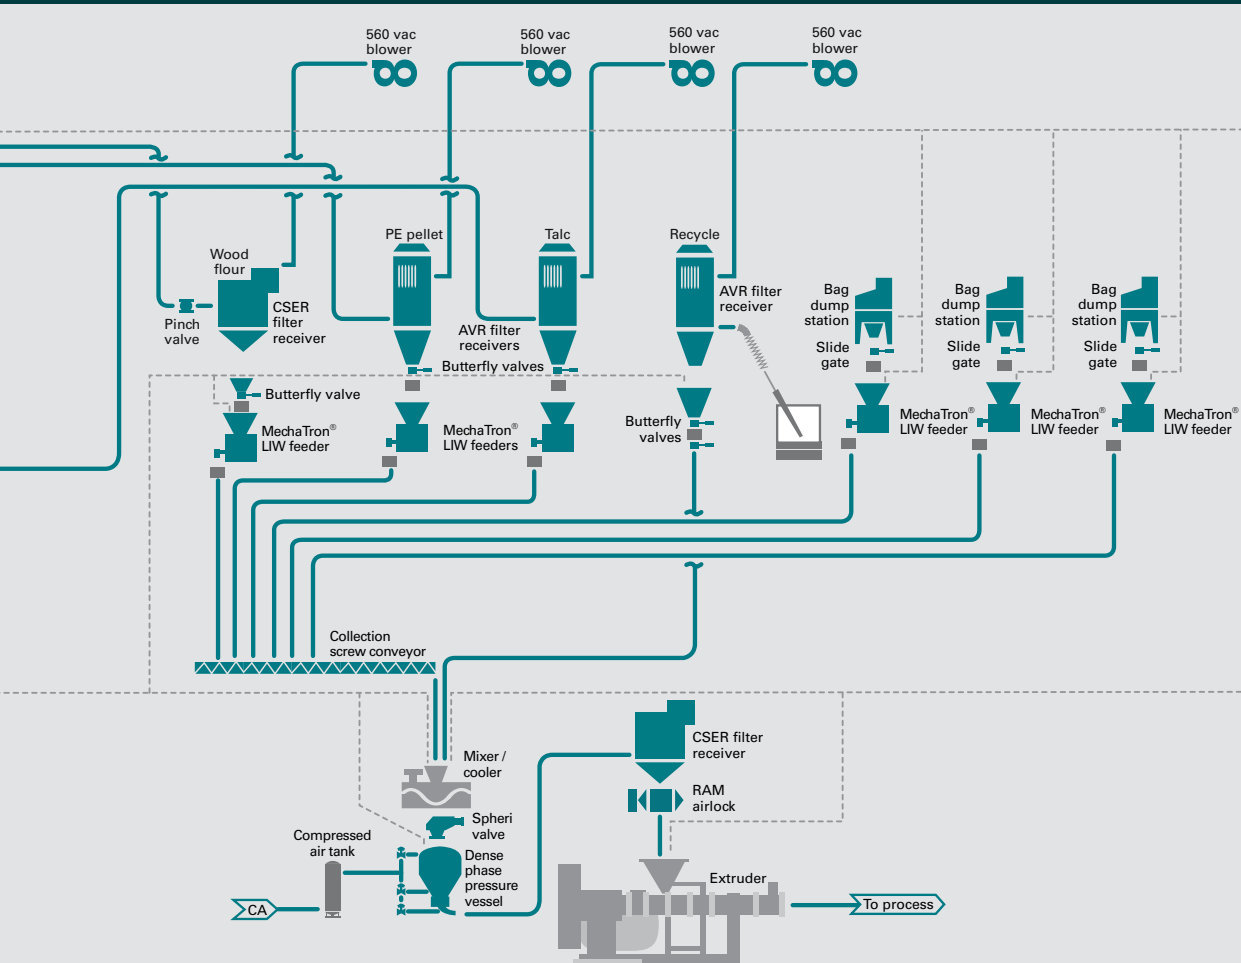 560 vac
blower
560 vac
blower
560 vac
blower
560 vac
blower
Wood
flour
PE pellet
Talc
Recycle
Pinch
valve
CSER
filter
receiver
AVR filter
receivers
AVR filter
receiver
Bag
dump
station
Slide
gate
Bag
dump
station
Slide
gate
Bag
dump
station
Slide
gate
Butterfly valves
Butterfly valve
MechaTron®
LIW feeder
MechaTron®
LIW feeders
Butterfly
valves
MechaTron®
LIW feeder
MechaTron®
LIW feeder
MechaTron®
LIW feeder
Collection
screw conveyor
Mixer /
cooler
CSER filter
receiver
RAM
airlock
Spheri
valve
Compressed
air tank
Dense
phase
pressure
vessel
Extruder
CA
To process